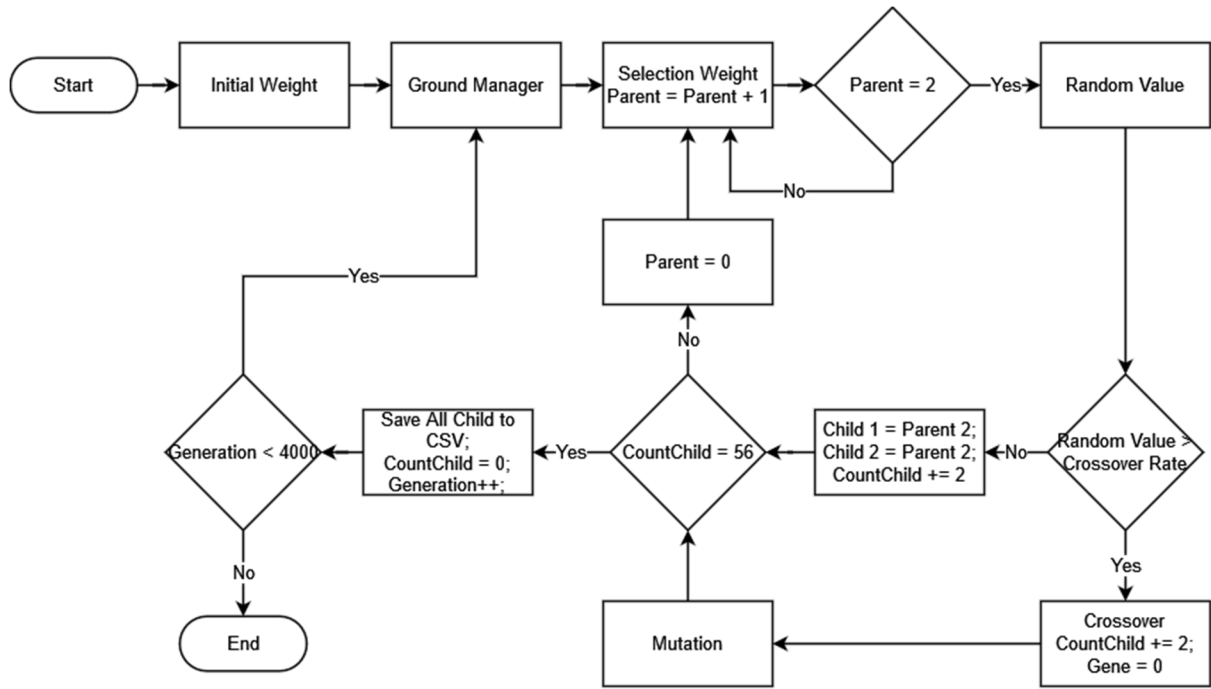 Start
Initial Weight
Ground Manager
Selection Weight
Parent = Parent + 1
Parent = 2
Yes
Random Value
No
Parent = 0
Yes
No
Generation < 4000
Save All Child to
CSV;
CountChild = 0;
Generation++;
Yes
CountChild = 56
Child 1 = Parent 2;
Child 2 = Parent 2;
CountChild += 2
No
Random Value >
Crossover Rate
No
Yes
End
Mutation
Crossover
CountChild += 2;
Gene = 0